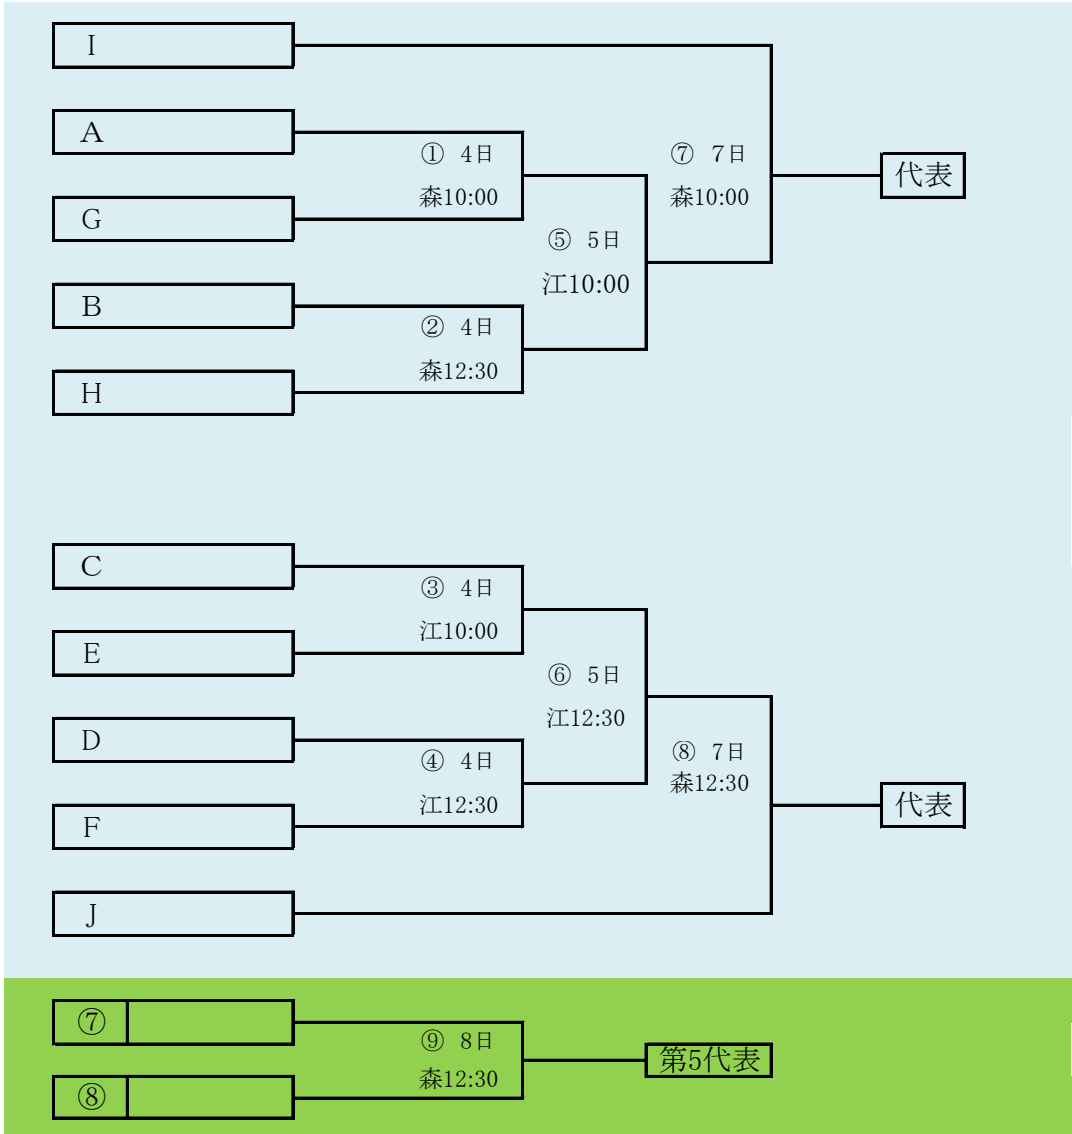 I
A
① 4日
⑦ 7日
代表
森10:00
森10:00
G
⑤ 5日
江10:00
B
② 4日
森12:30
H
C
③ 4日
江10:00
E
⑥ 5日
江12:30
D
④ 4日
⑧ 7日
森12:30
江12:30
代表
F
J
⑦
⑨ 8日
第5代表
森12:30
⑧